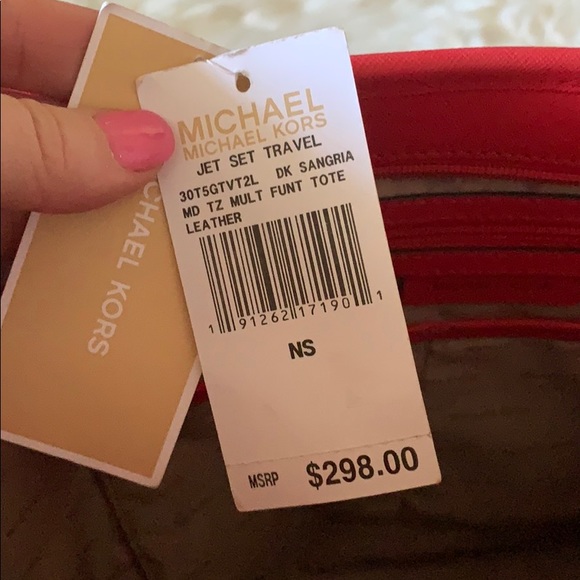 MICHAEL
MICHAEL KORS
JET SET TRAVEL
30T5GTVT2L DK SANGRIA
MD TZ MULT FUNT TOTE
LEATHER
1 91262 17190 1
NS
MSRP $298.00
MICHAEL KORS